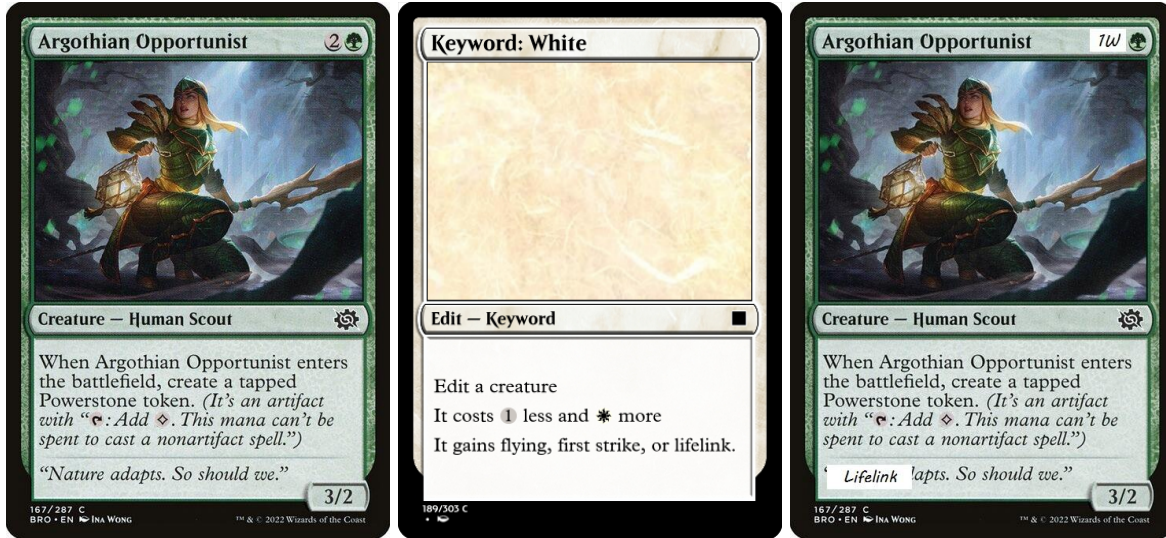 Argothian Opportunist 2
Creature — Human Scout
When Argothian Opportunist enters
the battlefield, create a tapped
Powerstone token. (It's an artifact
with “: Add . This mana can't be
spent to cast a nonartifact spell.”)
“Nature adapts. So should we.”
3/2
167/287 C
BRO • EN Ina Wong
™ & © 2022 Wizards of the Coast
Keyword: White
Edit — Keyword
Edit a creature
It costs 1 less and more
It gains flying, first strike, or lifelink.
189/303 C
Argothian Opportunist 1W
Creature — Human Scout
When Argothian Opportunist enters
the battlefield, create a tapped
Powerstone token. (It's an artifact
with “: Add . This mana can't be
spent to cast a nonartifact spell.”)
Lifelink lapts. So should we.”
3/2
167/287 C
BRO • EN Ina Wong
™ & © 2022 Wizards of the Coast